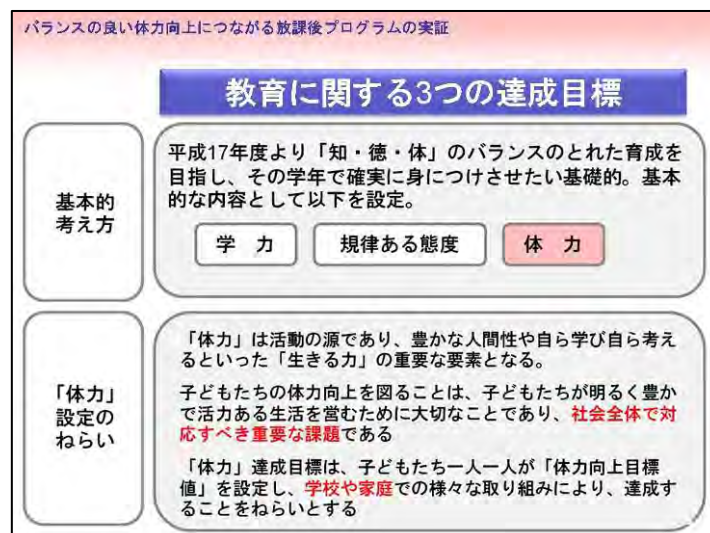 バランスの良い体力向上につながる放課後プログラムの実証
教育に関する3つの達成目標
基本的
考え方
平成17年度より「知・徳・体」のバランスのとれた育成を
目指し、その学年で確実に身につけさせたい基礎的。基本
的な内容として以下を設定。
学 力
規律ある態度
体 力
「体力」
設定の
ねらい
「体力」は活動の源であり、豊かな人間性や自ら学び自ら考え
るといった「生きる力」の重要な要素となる。
子どもたちの体力向上を図ることは、子どもたちが明るく豊か
で活力ある生活を営むために大切なことであり、社会全体で対
応すべき重要な課題である
「体力」達成目標は、子どもたち一人一人が「体力向上目標
値」を設定し、学校や家庭での様々な取り組みにより、達成す
ることをねらいとする